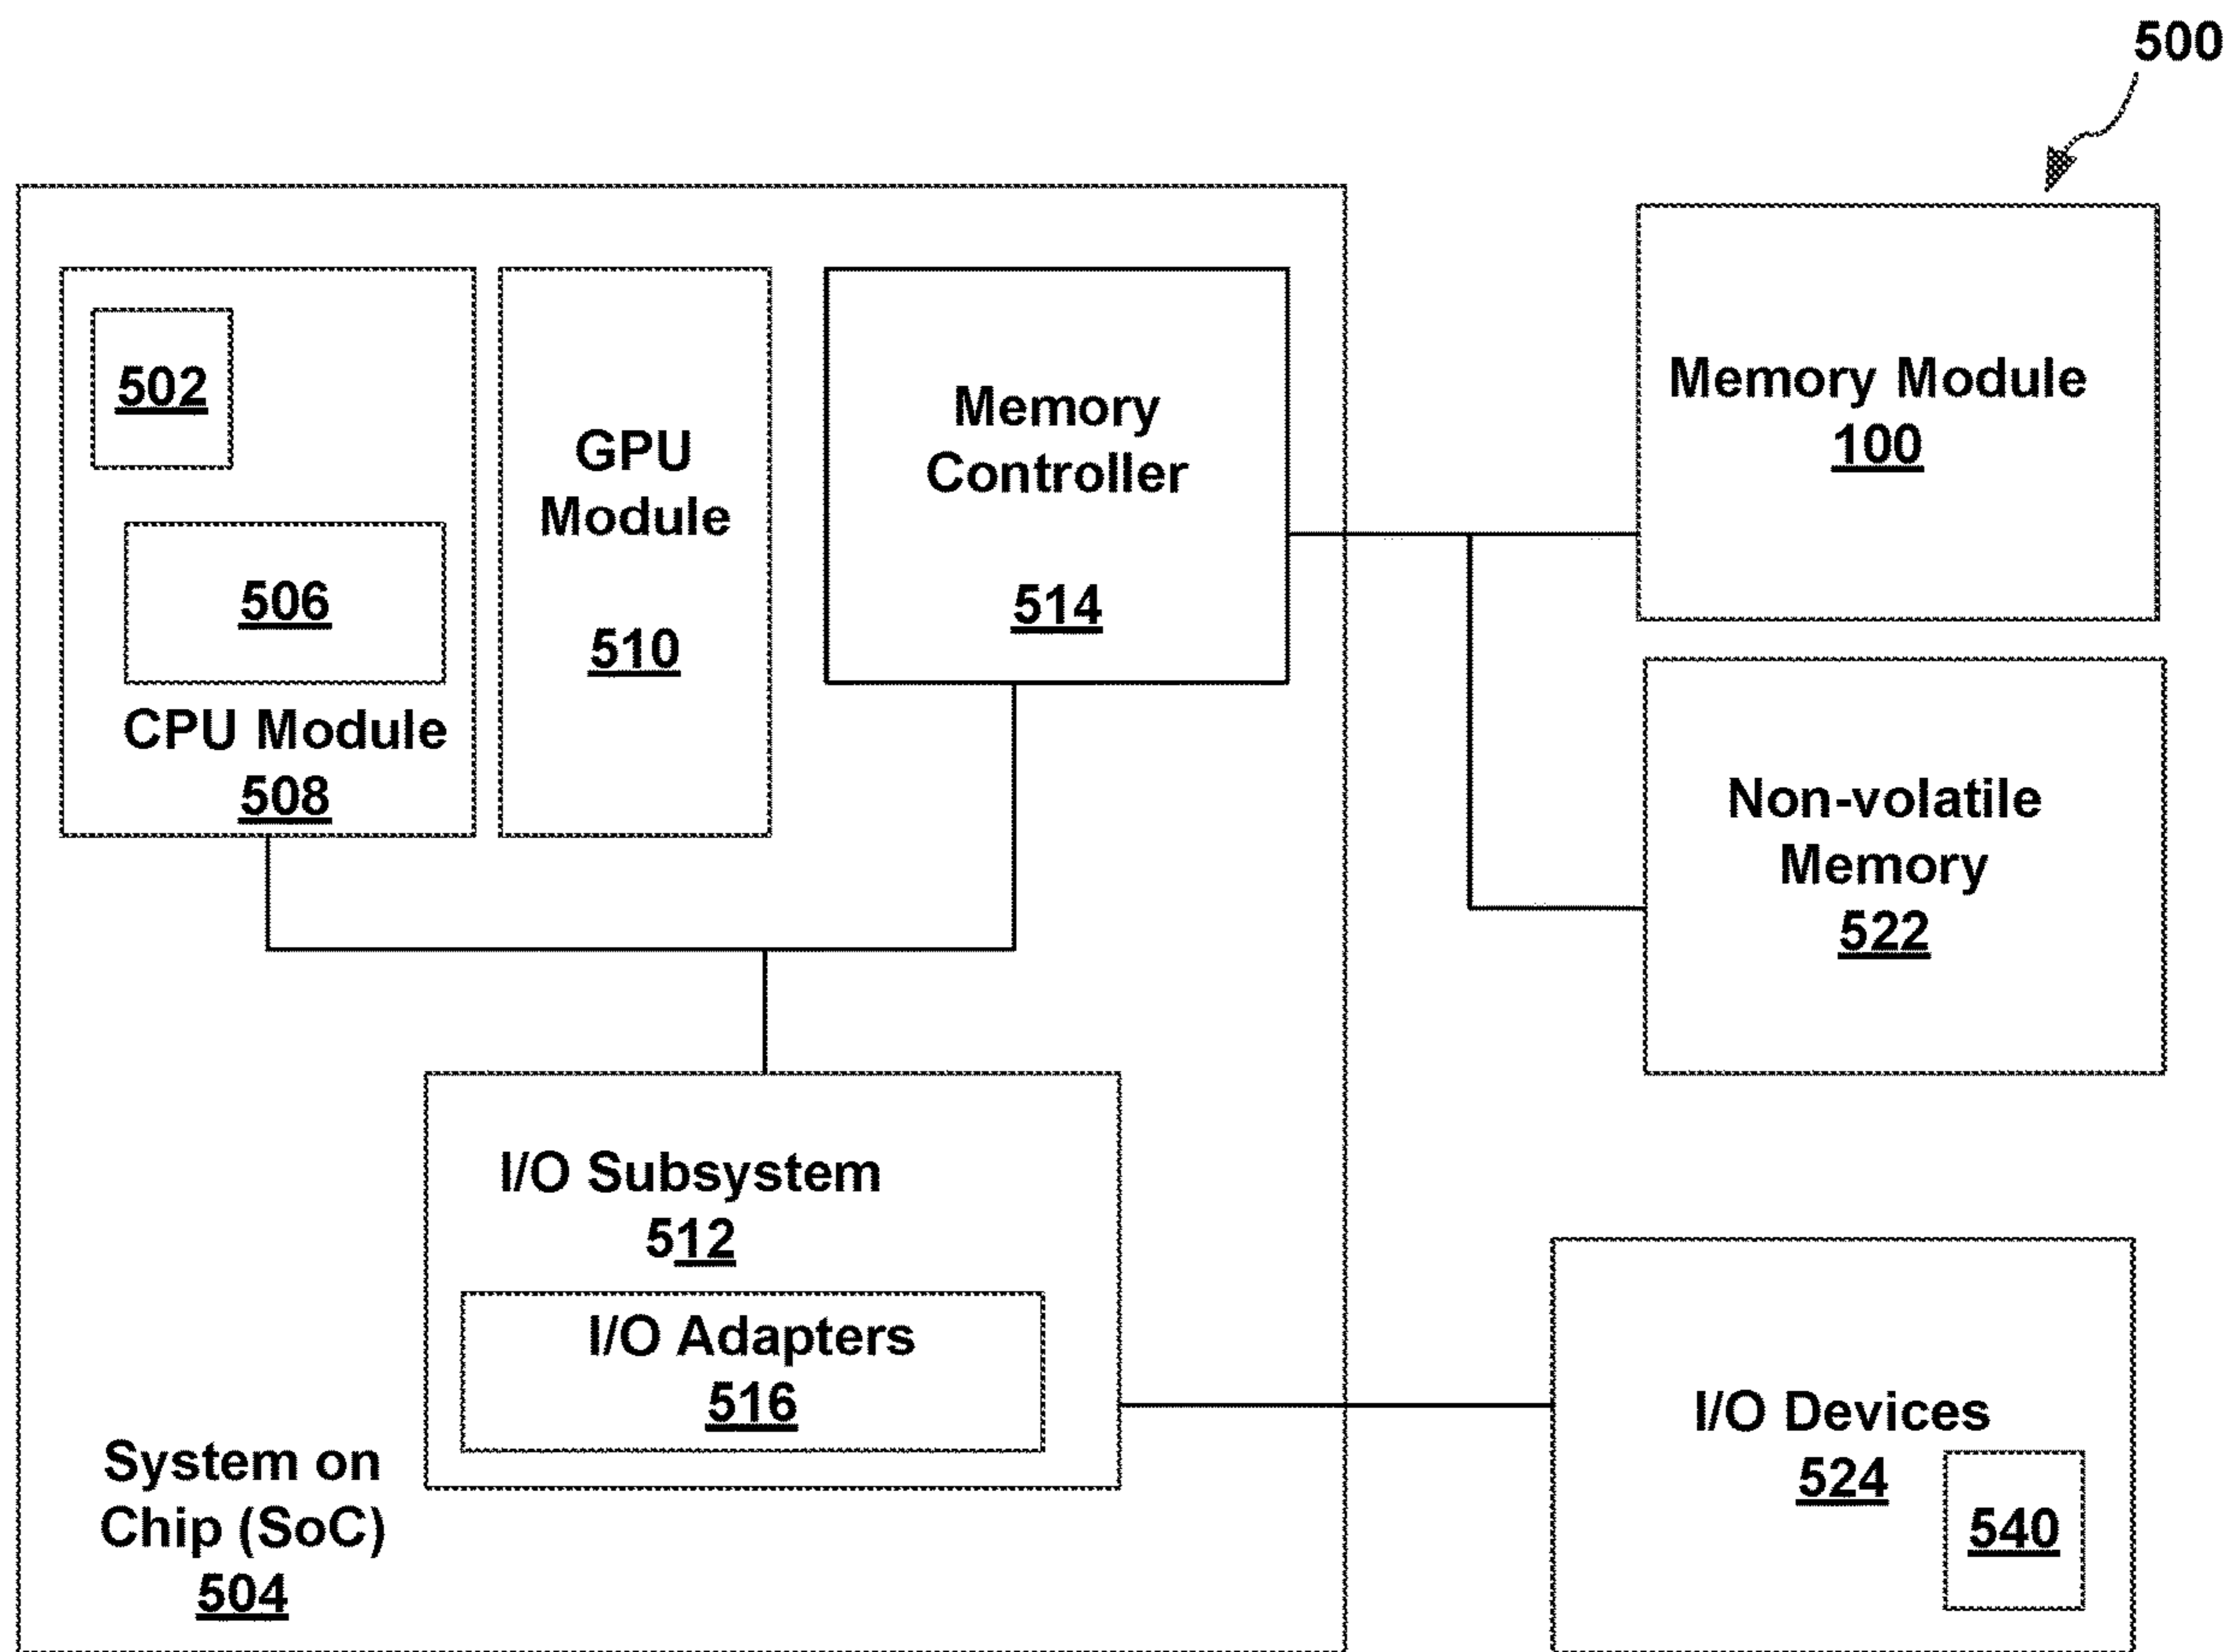 500
502
506
CPU Module
508
GPU
Module
510
Memory
Controller
514
Memory Module
100
Non-volatile
Memory
522
I/O Subsystem
512
I/O Adapters
516
System on
Chip (SoC)
504
I/O Devices
524
540